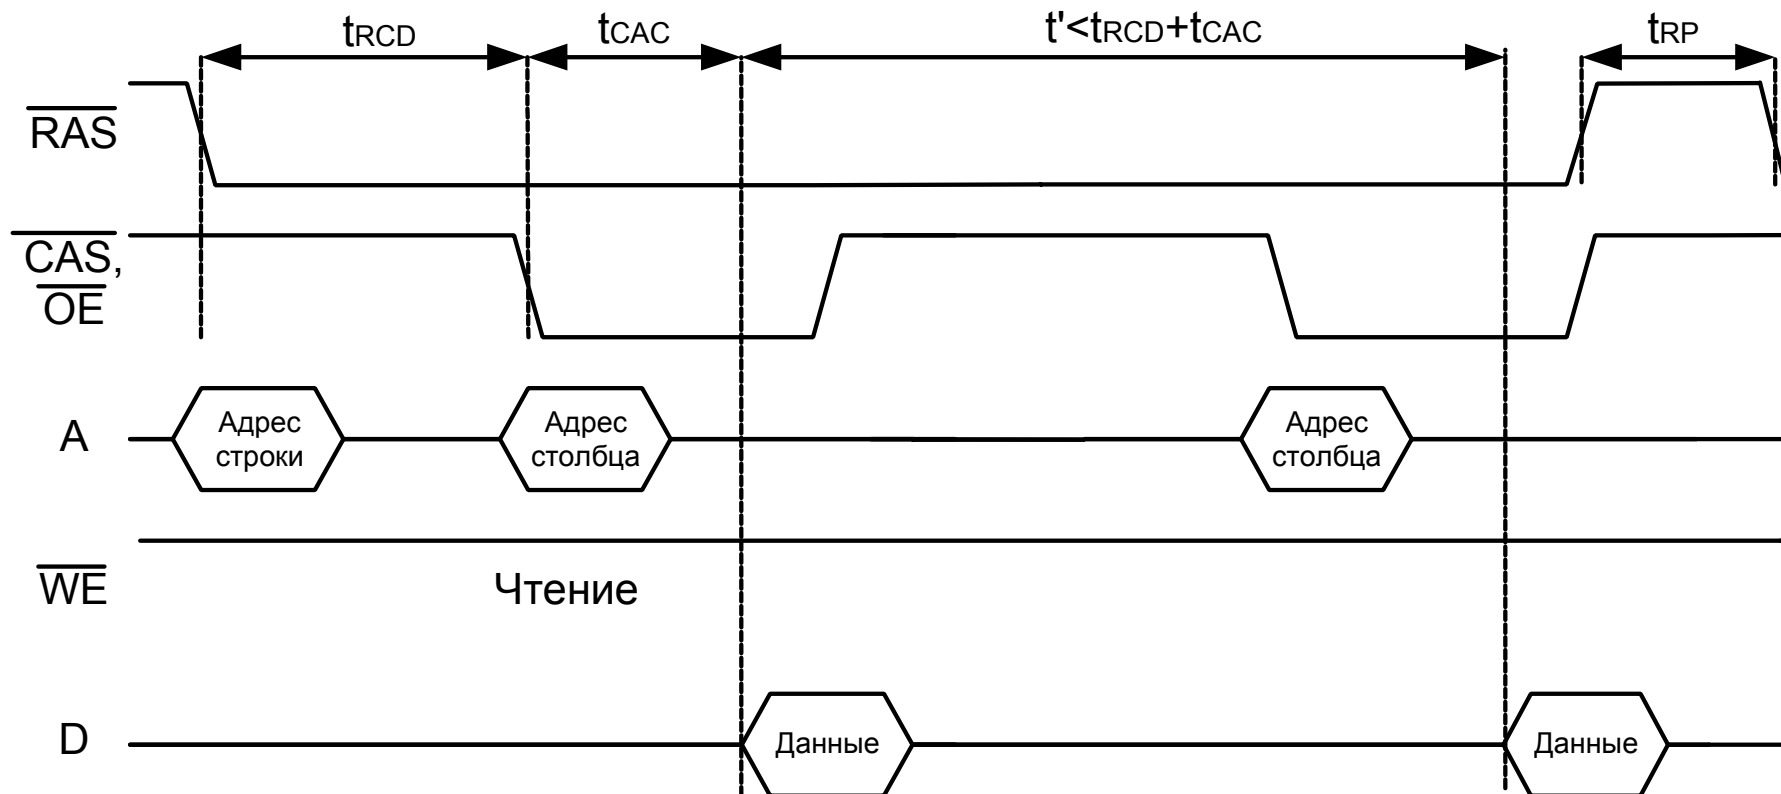 tRCD
tCAC
t'<tRCD+tCAC
tRP
RAS
CAS,
OE
A
Адрес
строки
Адрес
столбца
Адрес
столбца
WE
Чтение
D
Данные
Данные